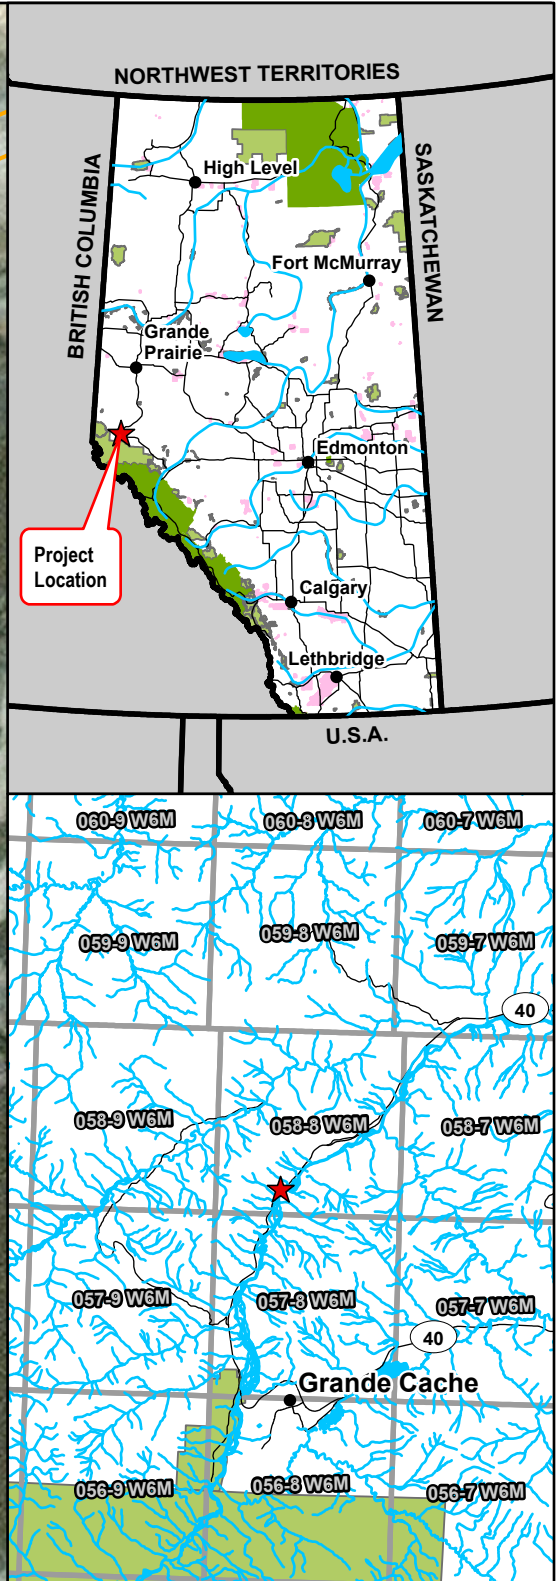 NORTHWEST TERRITORIES
BRITISH COLUMBIA
SASKATCHEWAN
High Level
Fort McMurray
Grande
Prairie
Edmonton
Project
Location
Calgary
Lethbridge
U.S.A.
060-9 W6M
060-8 W6M
060-7 W6M
059-9 W6M
059-8 W6M
059-7 W6M
40
058-9 W6M
058-8 W6M
058-7 W6M
057-9 W6M
057-8 W6M
057-7 W6M
40
Grande Cache
056-9 W6M
056-8 W6M
056-7 W6M